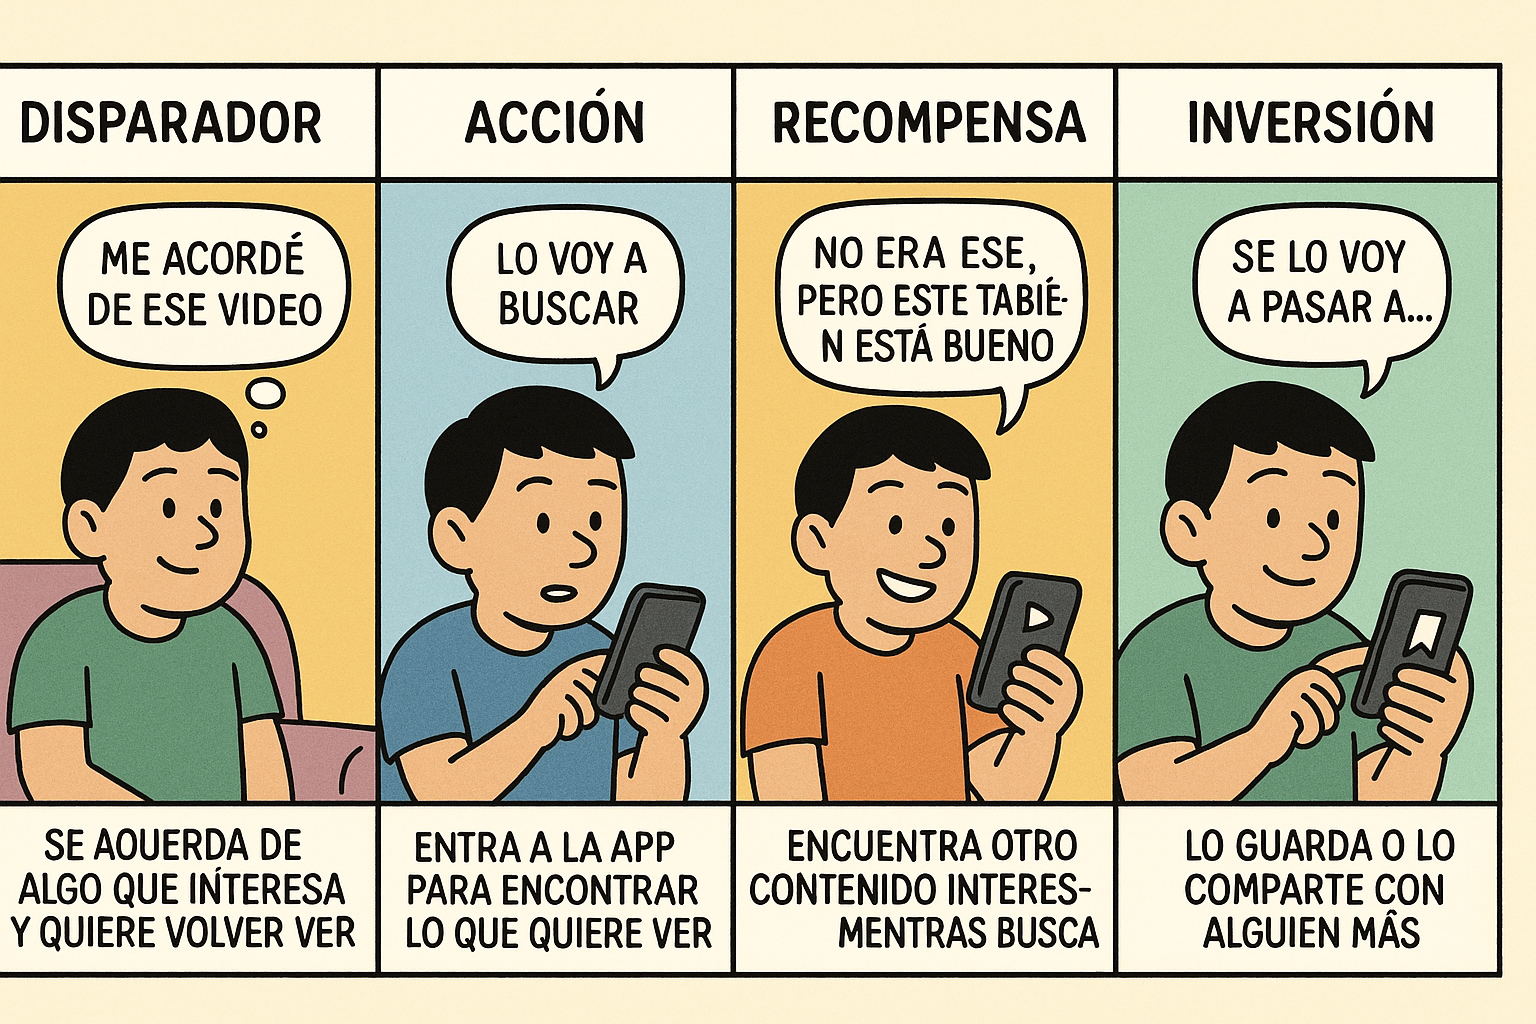 DISPARADOR
ACCIÓN
RECOMPENSA
INVERSIÓN
ME ACORDÉ
DE ESE VIDEO
LO VOY A
BUSCAR
NO ERA ESE,
PERO ESTE TABIÉ-
N ESTÁ BUENO
SE LO VOY
A PASAR A...
SE AOUERDA DE
ALGO QUE INTERESA
Y QUIERE VOLVER VER
ENTRA A LA APP
PARA ENCONTRAR
LO QUE QUIERE VER
ENCUENTRA OTRO
CONTENIDO INTERES-
MENTRAS BUSCA
LO GUARDA O LO
COMPARTE CON
ALGUIEN MÂS